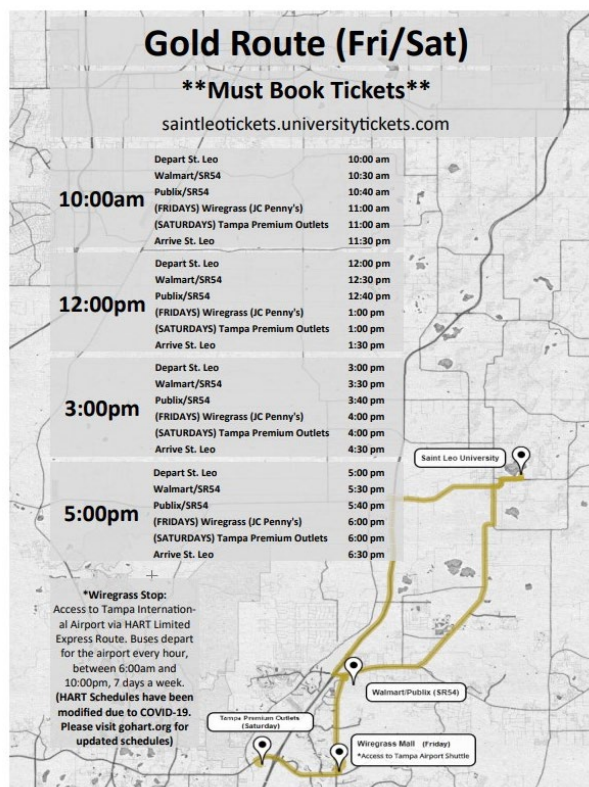 Gold Route (Fri/Sat)
**Must Book Tickets**
saintleotickets.universitytickets.com
10:00am
Depart St. Leo 10:00 am
Walmart/SR54 10:30 am
Publix/SR54 10:40 am
(FRIDAYS) Wiregrass (JC Penny's) 11:00 am
(SATURDAYS) Tampa Premium Outlets 11:00 am
Arrive St. Leo 11:30 pm
12:00pm
Depart St. Leo 12:00 pm
Walmart/SR54 12:30 pm
Publix/SR54 12:40 pm
(FRIDAYS) Wiregrass (JC Penny's) 1:00 pm
(SATURDAYS) Tampa Premium Outlets 1:00 pm
Arrive St. Leo 1:30 pm
3:00pm
Depart St. Leo 3:00 pm
Walmart/SR54 3:30 pm
Publix/SR54 3:40 pm
(FRIDAYS) Wiregrass (JC Penny's) 4:00 pm
(SATURDAYS) Tampa Premium Outlets 4:00 pm
Arrive St. Leo 4:30 pm
5:00pm
Depart St. Leo 5:00 pm
Walmart/SR54 5:30 pm
Publix/SR54 5:40 pm
(FRIDAYS) Wiregrass (JC Penny's) 6:00 pm
(SATURDAYS) Tampa Premium Outlets 6:00 pm
Arrive St. Leo 6:30 pm
Saint Leo University
*Wiregrass Stop:
Access to Tampa Internation-
al Airport via HART Limited
Express Route. Buses depart
for the airport every hour,
between 6:00am and
10:00pm, 7 days a week.
(HART Schedules have been
modified due to COVID-19.
Please visit gohart.org for
updated schedules)
Walmart/Publix (SR54)
Tampa Premium Outlets
(Saturday)
Wiregrass Mall (Friday)
*Access to Tampa Airport Shuttle